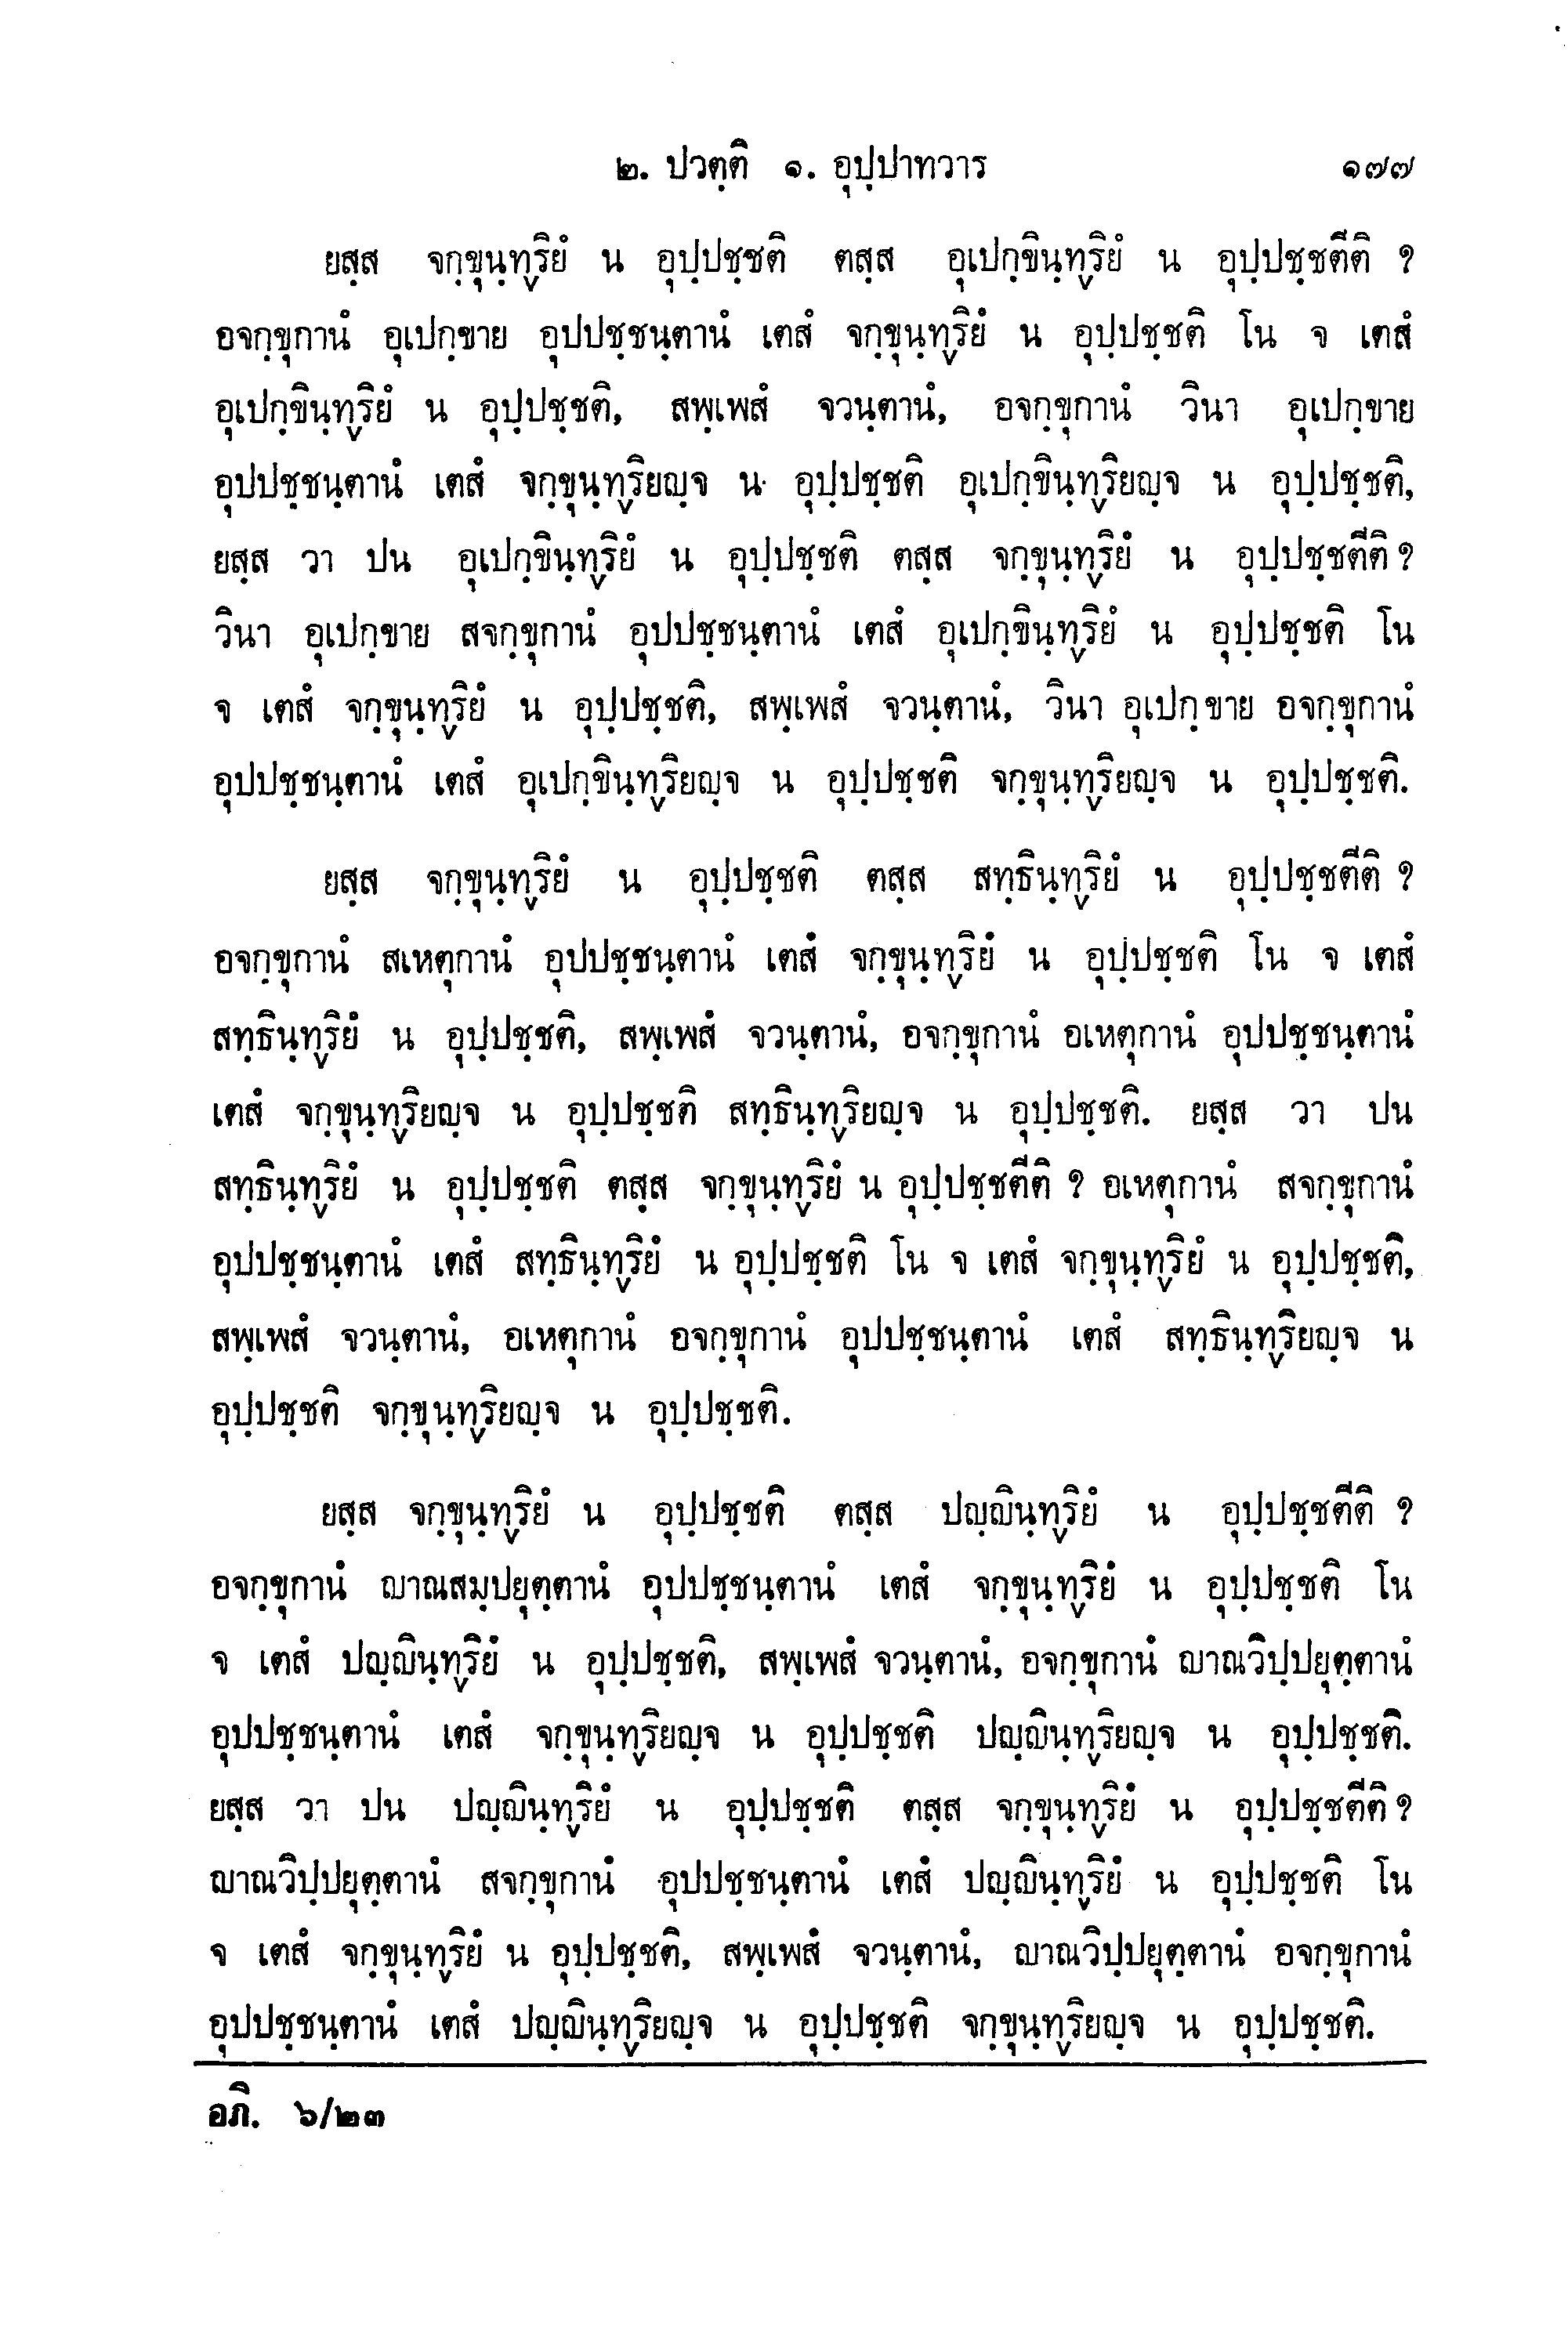 ๒. ปวตฺติ ๑. อุปฺปาทวาร ๑๗๗
ยสฺส จกฺขุนฺทฺริยํ น อุปฺปชฺชติ ตสฺส อุเปกฺขินฺทฺริยํ น อุปฺปชฺชตีติ ?
อจกฺขุกานํ อุเปกฺขาย อุปปชฺชนฺตานํ เตสํ จกฺขุนฺทฺริยํ น อุปฺปชฺชติ โน จ เตสํ
อุเปกฺขินฺทฺริยํ น อุปฺปชฺชติ, สพฺเพสํ จวนฺตานํ, อจกฺขุกานํ วินา อุเปกฺขาย
อุปปชฺชนฺตานํ เตสํ จกฺขุนฺทฺริยญฺจ น อุปฺปชฺชติ อุเปกฺขินฺทฺริยญฺจ น อุปฺปชฺชติ,
ยสฺส วา ปน อุเปกฺขินฺทฺริยํ น อุปฺปชฺชติ ตสฺส จกฺขุนฺทฺริยํ น อุปฺปชฺชตีติ ?
วินา อุเปกฺขาย สจกฺขุกานํ อุปปชฺชนฺตานํ เตสํ อุเปกฺขินฺทฺริยํ น อุปฺปชฺชติ โน
จ เตสํ จกฺขุนฺทฺริยํ น อุปฺปชฺชติ, สพฺเพสํ จวนฺตานํ, วินา อุเปกฺขาย อจกฺขุกานํ
อุปปชฺชนฺตานํ เตสํ อุเปกฺขินฺทฺริยญฺจ น อุปฺปชฺชติ จกฺขุนฺทฺริยญฺจ น อุปฺปชฺชติ.
ยสฺส จกฺขุนฺทฺริยํ น อุปฺปชฺชติ ตสฺส สทฺธินฺทฺริยํ น อุปฺปชฺชตีติ ?
อจกฺขุกานํ สเหตุกานํ อุปปชฺชนฺตานํ เตสํ จกฺขุนฺทฺริยํ น อุปฺปชฺชติ โน จ เตสํ
สทฺธินฺทฺริยํ น อุปฺปชฺชติ, สพฺเพสํ จวนฺตานํ, อจกฺขุกานํ อเหตุกานํ อุปปชฺชนฺตานํ
เตสํ จกฺขุนฺทฺริยญฺจ น อุปฺปชฺชติ สทฺธินฺทฺริยญฺจ น อุปฺปชฺชติ. ยสฺส วา ปน
สทฺธินฺทฺริยํ น อุปฺปชฺชติ ตสฺส จกฺขุนฺทฺริยํ น อุปฺปชฺชตีติ ? อเหตุกานํ สจกฺขุกานํ
อุปปชฺชนฺตานํ เตสํ สทฺธินฺทฺริยํ น อุปฺปชฺชติ โน จ เตสํ จกฺขุนฺทฺริยํ น อุปฺปชฺชติ,
สพฺเพสํ จวนฺตานํ, อเหตุกานํ อจกฺขุกานํ อุปปชฺชนฺตานํ เตสํ สทฺธินฺทฺริยญฺจ น
อุปฺปชฺชติ จกฺขุนฺทฺริยญฺจ น อุปฺปชฺชติ.
ยสฺส จกฺขุนฺทฺริยํ น อุปฺปชฺชติ ตสฺส ปญฺญินฺทฺริยํ น อุปฺปชฺชตีติ ?
อจกฺขุกานํ ญาณสมฺปยุตฺตานํ อุปปชฺชนฺตานํ เตสํ จกฺขุนฺทฺริยํ น อุปฺปชฺชติ โน
จ เตสํ ปญฺญินฺทฺริยํ น อุปฺปชฺชติ, สพฺเพสํ จวนฺตานํ, อจกฺขุกานํ ญาณวิปฺปยุตฺตานํ
อุปปชฺชนฺตานํ เตสํ จกฺขุนฺทฺริยญฺจ น อุปฺปชฺชติ ปญฺญินฺทฺริยญฺจ น อุปฺปชฺชติ.
ยสฺส วา ปน ปญฺญินฺทฺริยํ น อุปฺปชฺชติ ตสฺส จกฺขุนฺทฺริยํ น อุปฺปชฺชตีติ ?
ญาณวิปฺปยุตฺตานํ สจกฺขุกานํ อุปปชฺชนฺตานํ เตสํ ปญฺญินฺทฺริยํ น อุปฺปชฺชติ โน
จ เตสํ จกฺขุนฺทฺริยํ น อุปฺปชฺชติ, สพฺเพสํ จวนฺตานํ, ญาณวิปฺปยุตฺตานํ อจกฺขุกานํ
อุปปชฺชนฺตานํ เตสํ ปญฺญินฺทฺริยญฺจ น อุปฺปชฺชติ จกฺขุนฺทฺริยญฺจ น อุปฺปชฺชติ.
อภิ. ๖/๒๓